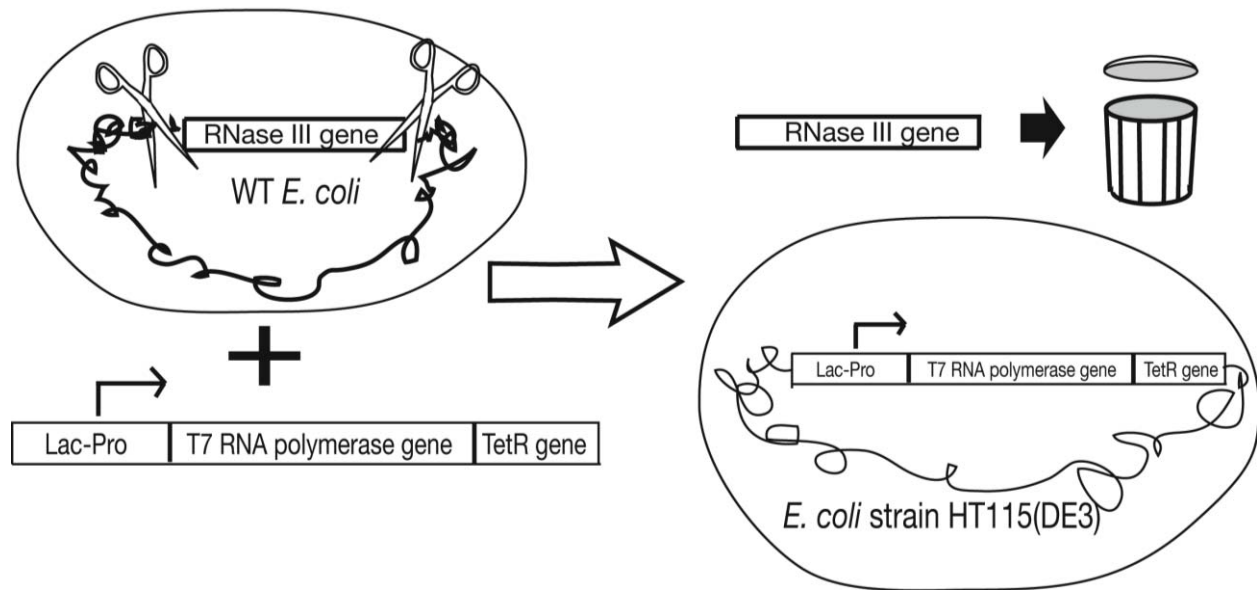 RNase III gene
WT E. coli
Lac-Pro T7 RNA polymerase gene TetR gene
RNase III gene
Lac-Pro T7 RNA polymerase gene TetR gene
E. coli strain HT115(DE3)